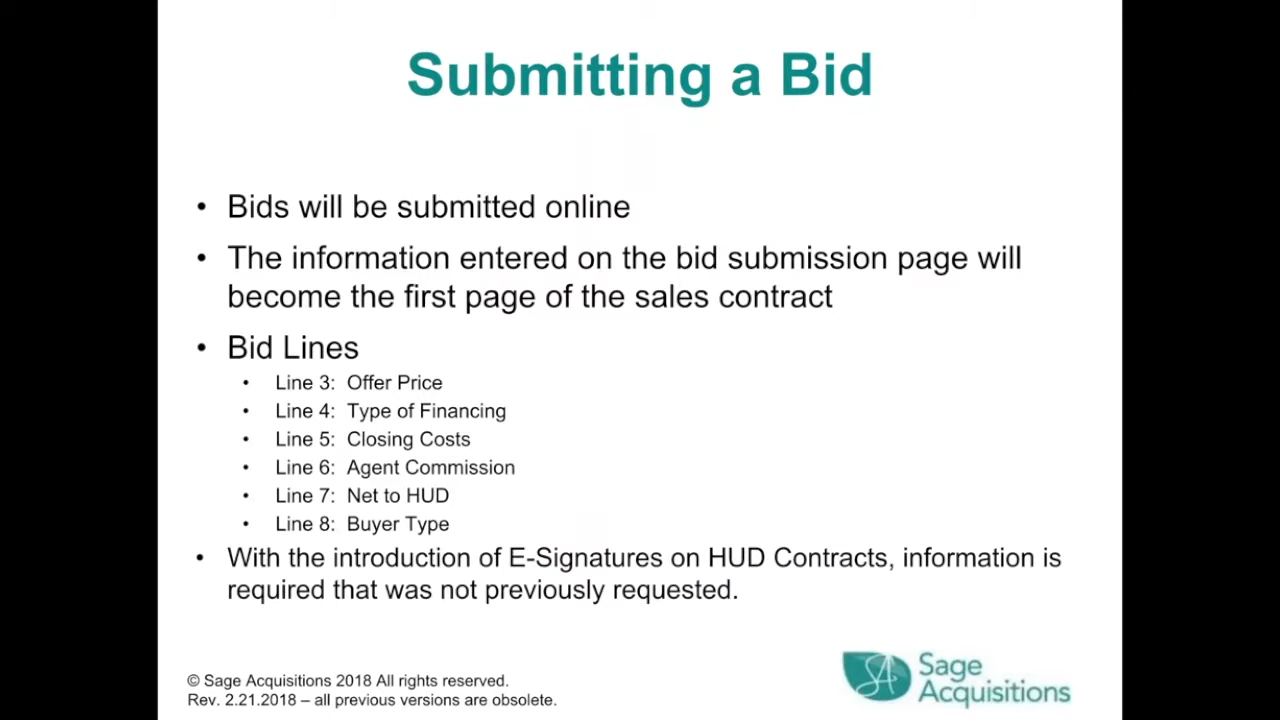 Submitting a Bid
• Bids will be submitted online
• The information entered on the bid submission page will
become the first page of the sales contract
• Bid Lines
• Line 3: Offer Price
• Line 4: Type of Financing
• Line 5: Closing Costs
• Line 6: Agent Commission
• Line 7: Net to HUD
• Line 8: Buyer Type
• With the introduction of E-Signatures on HUD Contracts, information is
required that was not previously requested.
© Sage Acquisitions 2018 All rights reserved.
Rev. 2.21.2018 – all previous versions are obsolete.
SA
Sage
Acquisitions